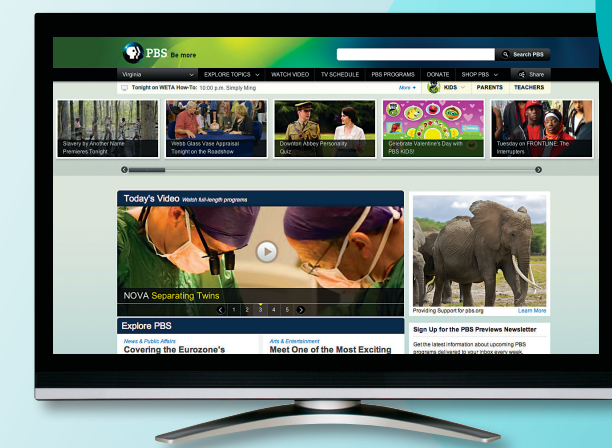 PBS Be more
Search PBS
Virginia EXPLORE TOPICS WATCH VIDEO TV SCHEDULE PBS PROGRAMS DONATE SHOP PBS Share
Tonight on WETA How-To: 10:00 p.m. Simply Ming More KIDS PARENTS TEACHERS
Slavery by Another Name
Premieres Tonight
Webb Glass Vase Appraisal
Tonight on the Roadshow
Downton Abbey Personality
Quiz
Celebrate Valentine's Day with
PBS KIDS!
Tuesday on FRONTLINE: The
Interrupters
Today's Video Watch full-length programs
NOVA Separating Twins
1 2 3 4 5
Providing Support for pbs.org Learn More
Explore PBS
News & Public Affairs
Covering the Eurozone's
Arts & Entertainment
Meet One of the Most Exciting
Sign Up for the PBS Previews Newsletter
Get the latest information about upcoming PBS
programs delivered to your inbox every week.